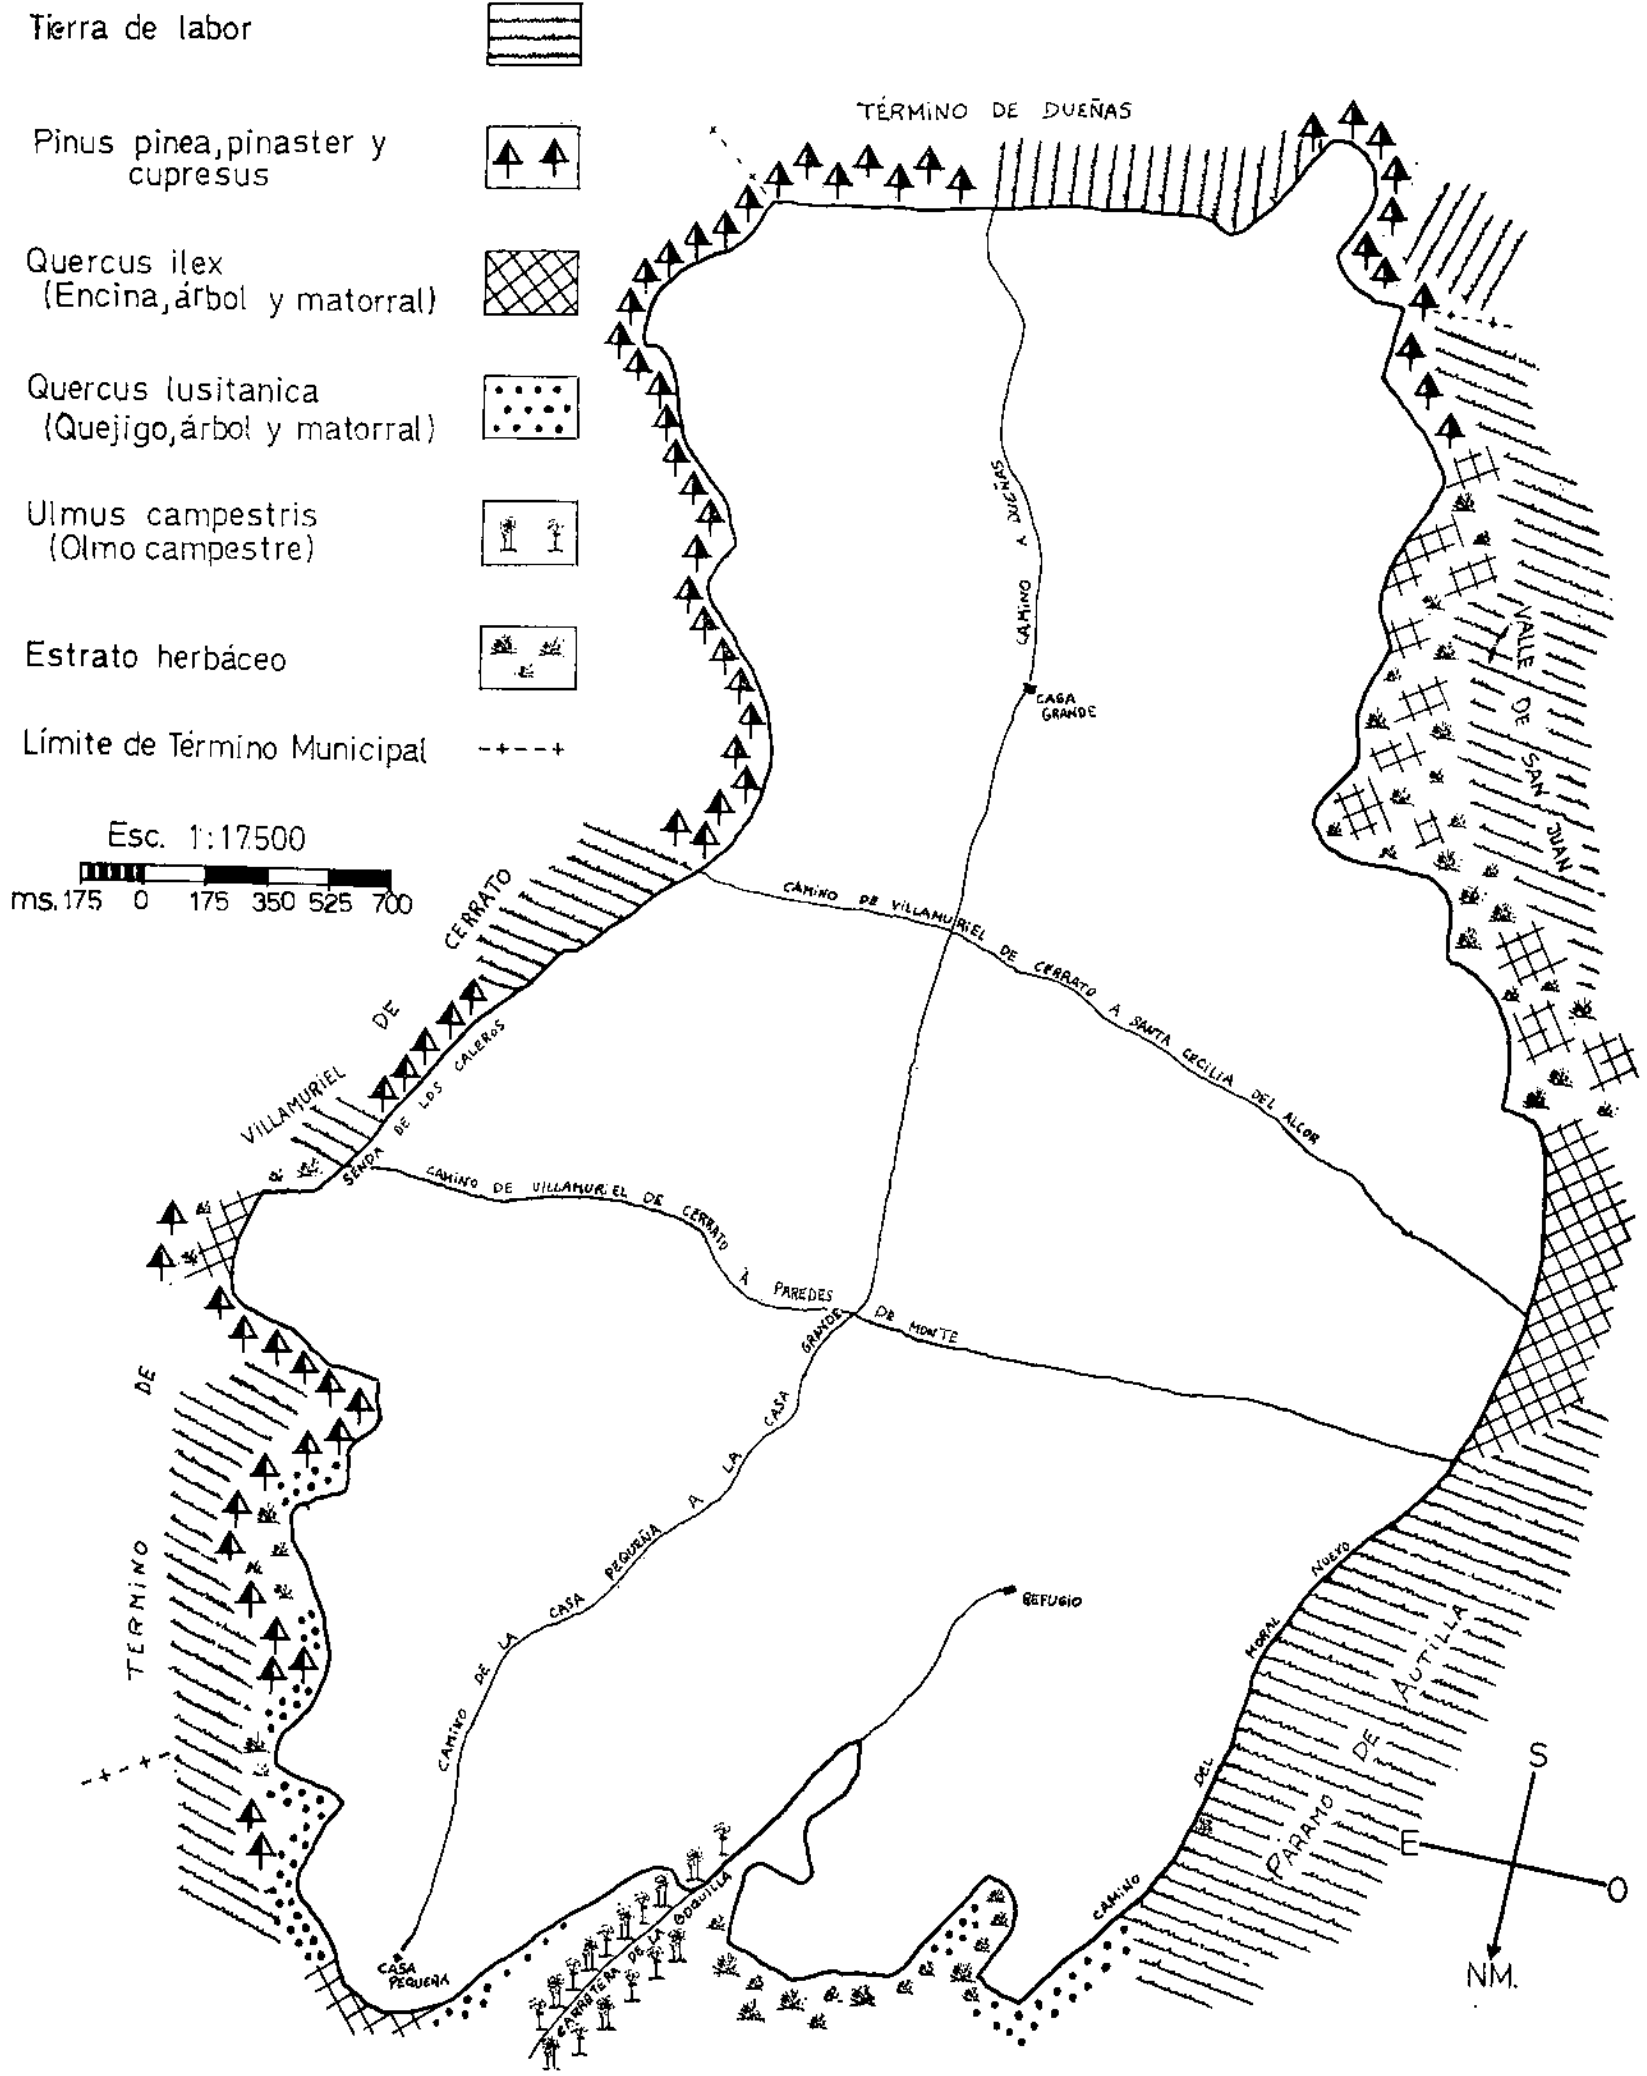 Tierra de labor
Pinus pinea, pinaster y
cupresus
Quercus ilex
(Encina, árbol y matorral)
Quercus lusitanica
(Quejigo, árbol y matorral)
Ulmus campestris
(Olmo campestre)
Estrato herbáceo
Límite de Término Municipal
Esc. 1:17.500
ms. 175 0 175 350 525 700
TÉRMINO DE DUEÑAS
CAMINO A DUEÑAS
CASA
GRANDE
VALLE DE SAN JUAN
CAMINO DE VILLAMURIEL DE CERRATO A SANTA CECILIA DEL ALCOR
TERMINO DE VILLAMURIEL DE CERRATO
SENDA DE LOS CALEROS
CAMINO DE VILLAMURIEL DE CERRATO À PAREDES DE MONTE
CAMINO DE LA CASA PEQUEÑA A LA CASA GRANDE
REFUGIO
CAMINO DEL MORAL NUEVO
PÁRAMO DE AUTILLA
CASA
PEQUEÑA
CARRETERA DE LA GOQUILLA
S
E
O
NM.